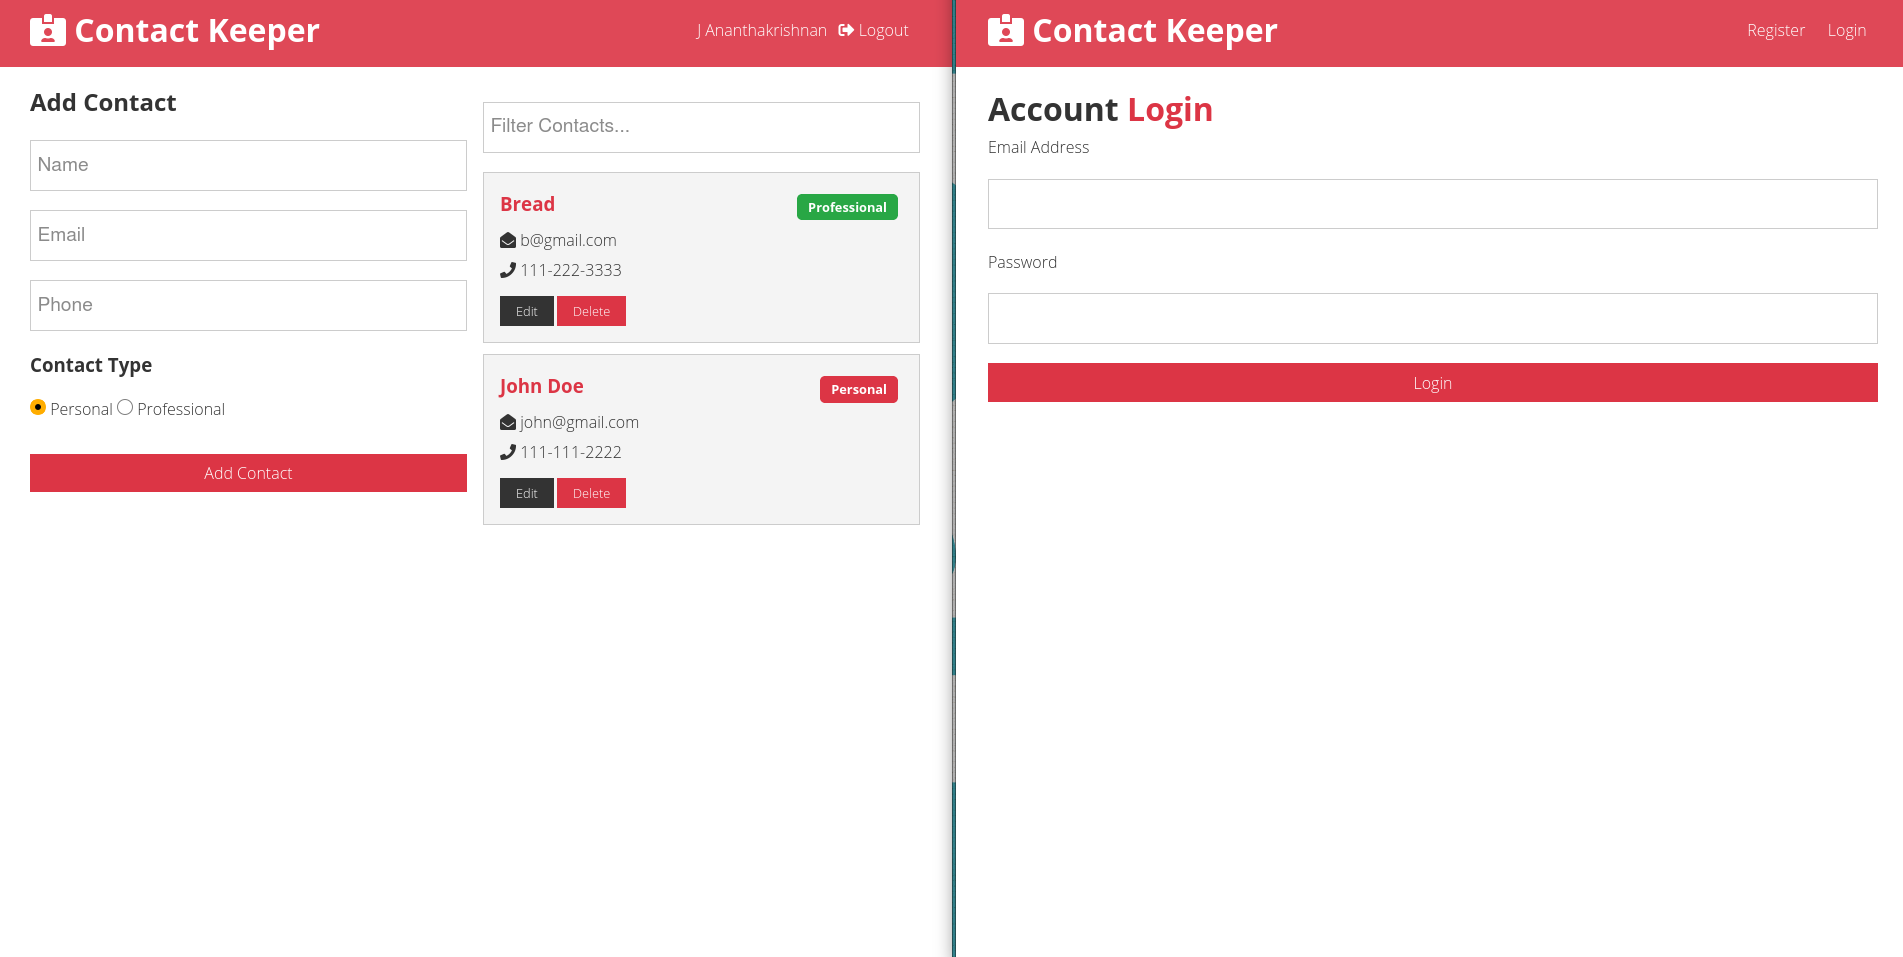 Contact Keeper
J Ananthakrishnan Logout
Add Contact
Name
Email
Phone
Contact Type
Personal Professional
Add Contact
Filter Contacts...
Bread Professional
b@gmail.com
111-222-3333
Edit Delete
John Doe Personal
john@gmail.com
111-111-2222
Edit Delete
Contact Keeper
Register Login
Account Login
Email Address
Password
Login